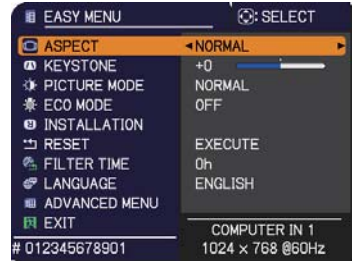 EASY MENU : SELECT
ASPECT NORMAL
KEYSTONE +0
PICTURE MODE NORMAL
ECO MODE OFF
INSTALLATION
RESET EXECUTE
FILTER TIME 0h
LANGUAGE ENGLISH
ADVANCED MENU
EXIT
COMPUTER IN 1
# 012345678901 1024 × 768 @60Hz